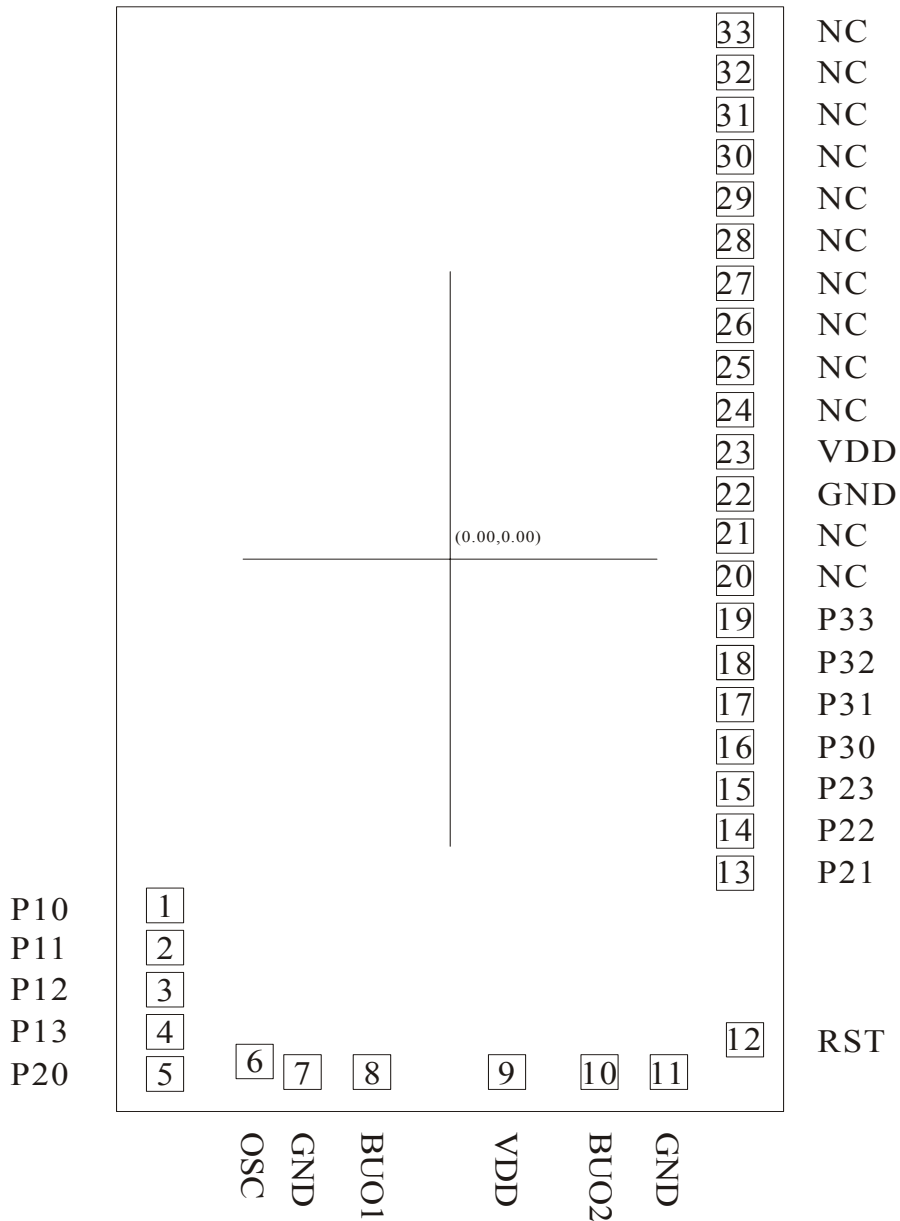 33 NC
32 NC
31 NC
30 NC
29 NC
28 NC
27 NC
26 NC
25 NC
24 NC
23 VDD
22 GND
(0.00,0.00)
21 NC
20 NC
19 P33
18 P32
17 P31
16 P30
15 P23
14 P22
13 P21
P10 1
P11 2
P12 3
P13 4
12 RST
P20 5
6 7 8 9 10 11
OSC
GND
BUO1
VDD
BUO2
GND